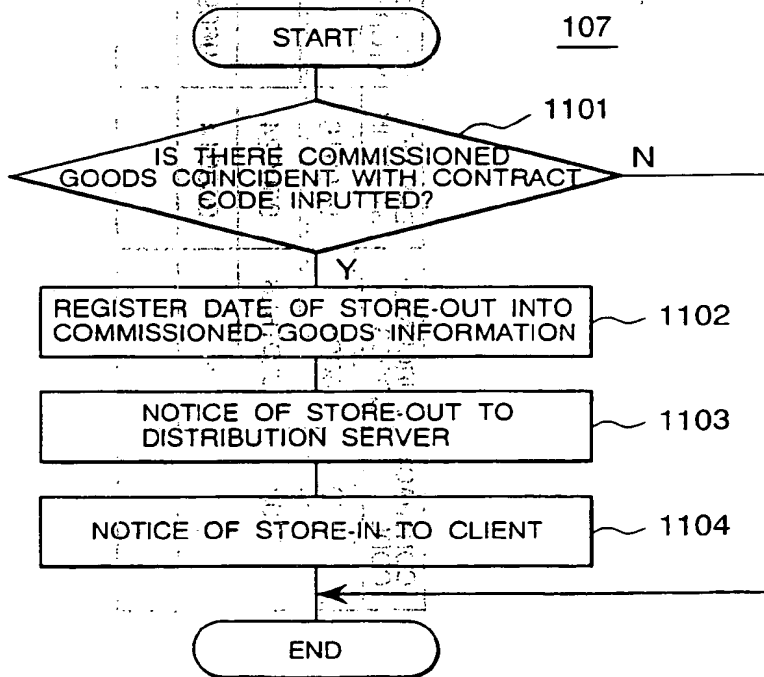 START
107
1101
IS THERE COMMISSIONED
GOODS COINCIDENT WITH CONTRACT
CODE INPUTTED?
N
Y
REGISTER DATE OF STORE-OUT INTO
COMMISSIONED GOODS INFORMATION
1102
NOTICE OF STORE-OUT TO
DISTRIBUTION SERVER
1103
NOTICE OF STORE-IN TO CLIENT
1104
END